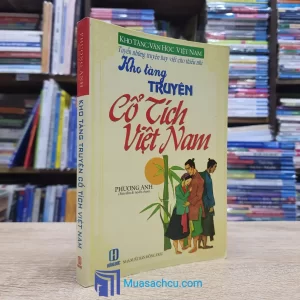 KHO TÀNG VĂN HỌC VIỆT NAM
Tuyển những truyện hay viết cho thiếu nhi
Kho tàng
TRUYỆN
Cổ Tích
Việt Nam
PHƯƠNG ANH
KHO TÀNG TRUYỆN CỔ TÍCH VIỆT NAM
Muasachcu.com